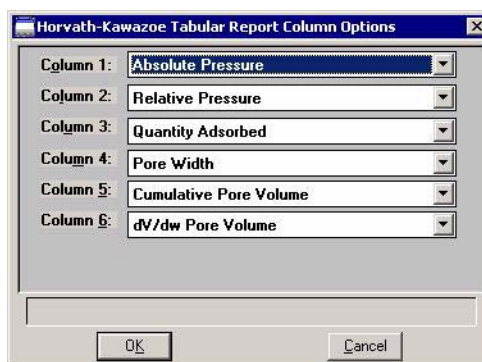 Horvath-Kawazoe Tabular Report Column Options
Column 1: Absolute Pressure
Column 2: Relative Pressure
Column 3: Quantity Adsorbed
Column 4: Pore Width
Column 5: Cumulative Pore Volume
Column 6: dV/dw Pore Volume
OK Cancel